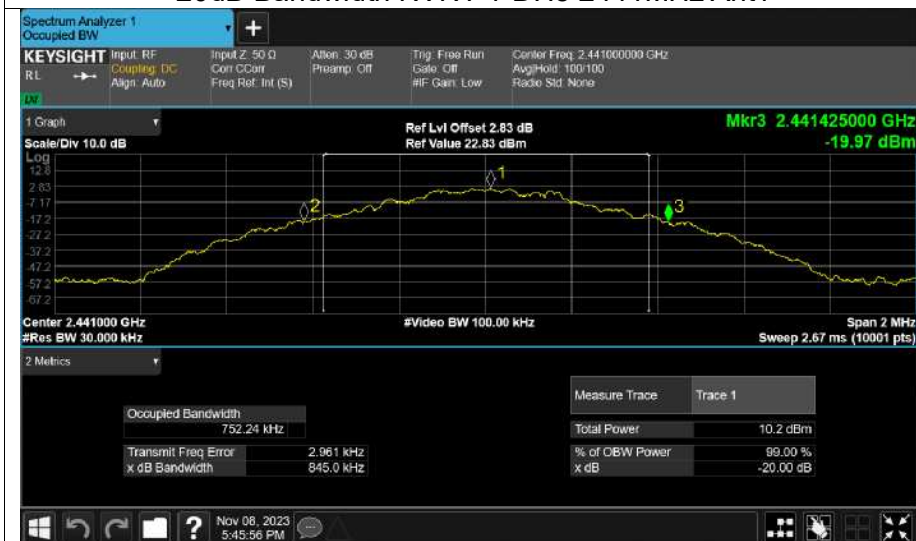 Spectrum Analyzer 1
Occupied BW
+
KEYSIGHT Input: RF Input Z: 50 Ω Atten: 30 dB Trig: Free Run Center Freq: 2.441000000 GHz
RL Coupling: DC Corr CCorr Preamp: Off Gate: Off Avg|Hold: 100/100
Align: Auto Freq Ref: Int (S) #IF Gain: Low Radio Std: None
1 Graph Ref Lvl Offset 2.83 dB Mkr3 2.441425000 GHz
Scale/Div 10.0 dB Ref Value 22.83 dBm -19.97 dBm
Log
12.8
2.83
-7.17
-17.2
-27.2
-37.2
-47.2
-57.2
-67.2
1
2
3
Center 2.441000 GHz #Video BW 100.00 kHz Span 2 MHz
#Res BW 30.000 kHz Sweep 2.67 ms (10001 pts)
2 Metrics
Measure Trace Trace 1
Occupied Bandwidth
752.24 kHz Total Power 10.2 dBm
Transmit Freq Error 2.961 kHz % of OBW Power 99.00 %
x dB Bandwidth 845.0 kHz x dB -20.00 dB
? Nov 08, 2023
5:45:56 PM